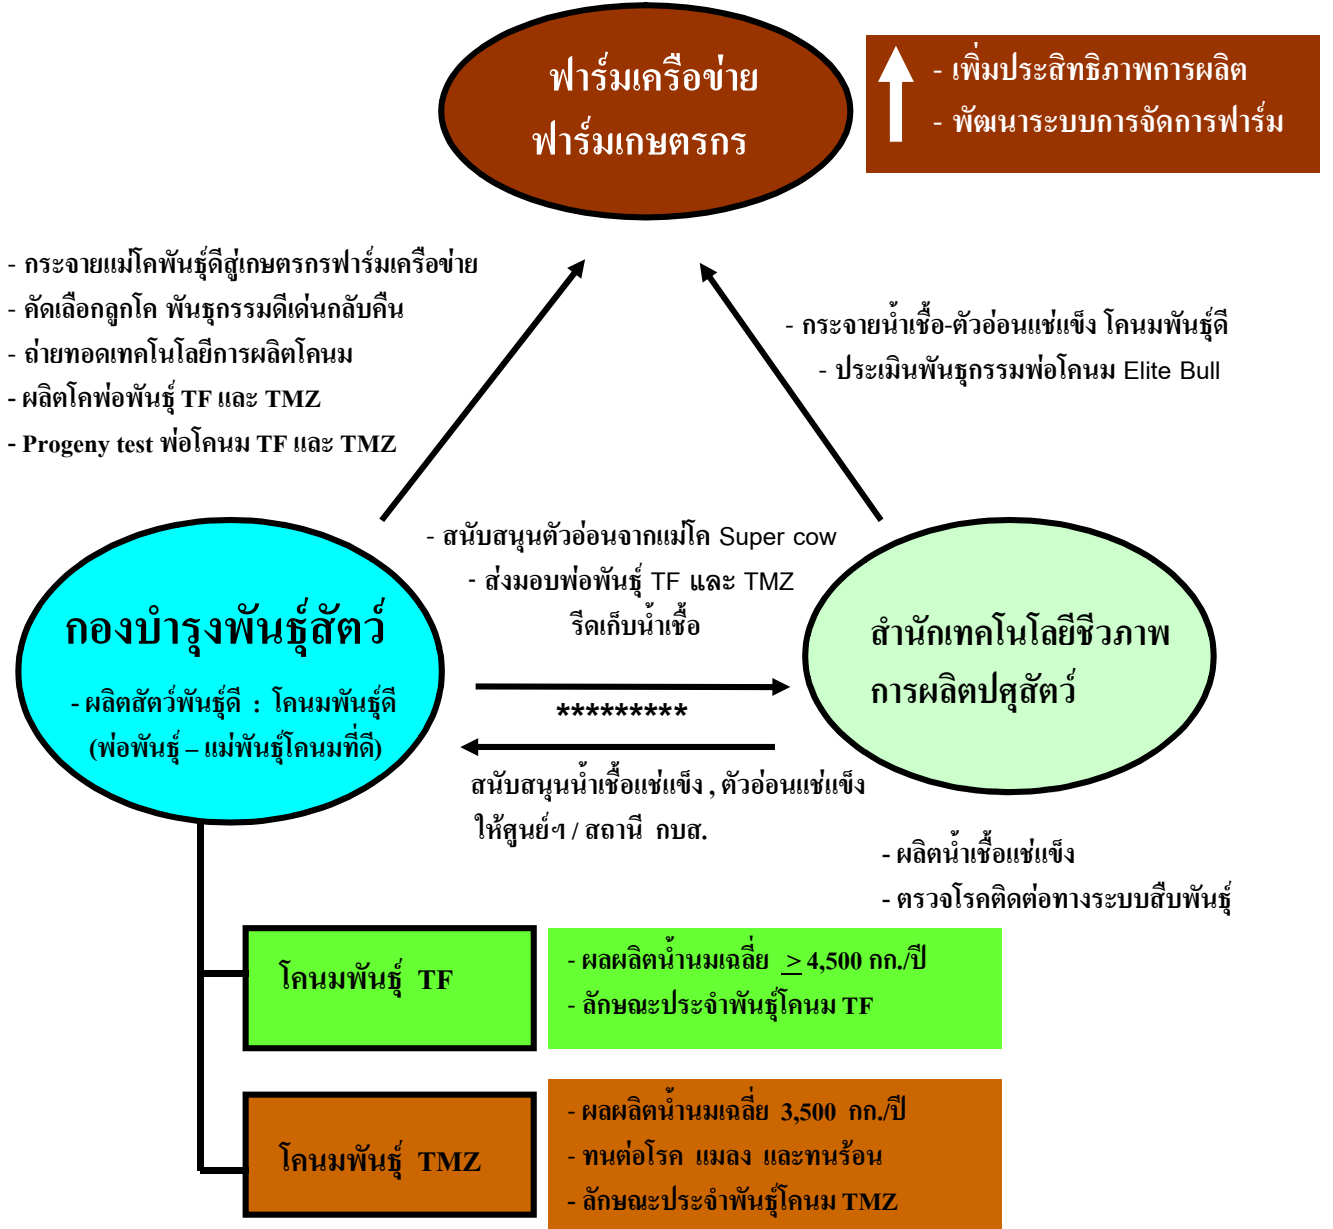 ฟาร์มเครือข่าย
ฟาร์มเกษตรกร
- เพิ่มประสิทธิภาพการผลิต
- พัฒนาระบบการจัดการฟาร์ม
- กระจายแม่โคพันธุ์ดีสู่เกษตรกรฟาร์มเครือข่าย
- คัดเลือกลูกโค พันธุกรรมดีเด่นกลับคืน
- ถ่ายทอดเทคโนโลยีการผลิตโคนม
- ผลิตโคพ่อพันธุ์ TF และ TMZ
- Progeny test พ่อโคนม TF และ TMZ
- กระจายน้ำเชื้อ-ตัวอ่อนแช่แข็ง โคนมพันธุ์ดี
- ประเมินพันธุกรรมพ่อโคนม Elite Bull
- สนับสนุนตัวอ่อนจากแม่โค Super cow
- ส่งมอบพ่อพันธุ์ TF และ TMZ
รีดเก็บน้ำเชื้อ
กองบำรุงพันธุ์สัตว์
- ผลิตสัตว์พันธุ์ดี : โคนมพันธุ์ดี
(พ่อพันธุ์ – แม่พันธุ์โคนมที่ดี)
สำนักเทคโนโลยีชีวภาพ
การผลิตปศุสัตว์
*********
สนับสนุนน้ำเชื้อแช่แข็ง , ตัวอ่อนแช่แข็ง
ให้ศูนย์ฯ / สถานี กบส.
- ผลิตน้ำเชื้อแช่แข็ง
- ตรวจโรคติดต่อทางระบบสืบพันธุ์
โคนมพันธุ์ TF
- ผลผลิตน้ำนมเฉลี่ย ≥ 4,500 กก./ปี
- ลักษณะประจำพันธุ์โคนม TF
โคนมพันธุ์ TMZ
- ผลผลิตน้ำนมเฉลี่ย 3,500 กก./ปี
- ทนต่อโรค แมลง และทนร้อน
- ลักษณะประจำพันธุ์โคนม TMZ